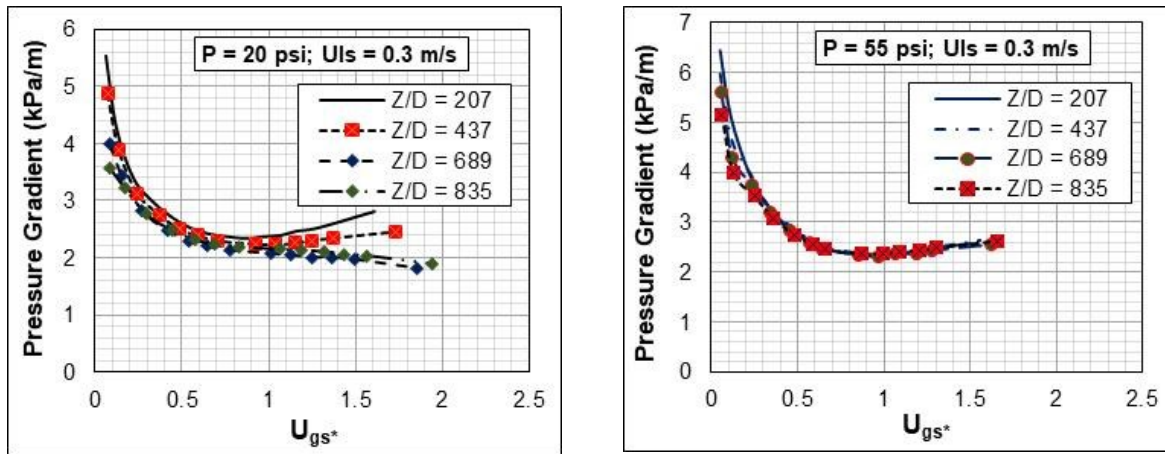 P = 20 psi; Uls = 0.3 m/s
Z/D = 207
Z/D = 437
Z/D = 689
Z/D = 835
Pressure Gradient (kPa/m)
6
5
4
3
2
1
0
0 0.5 1 1.5 2 2.5
Ugs*
P = 55 psi; Uls = 0.3 m/s
Z/D = 207
Z/D = 437
Z/D = 689
Z/D = 835
Pressure Gradient (kPa/m)
7
6
5
4
3
2
1
0
0 0.5 1 1.5 2 2.5
Ugs*